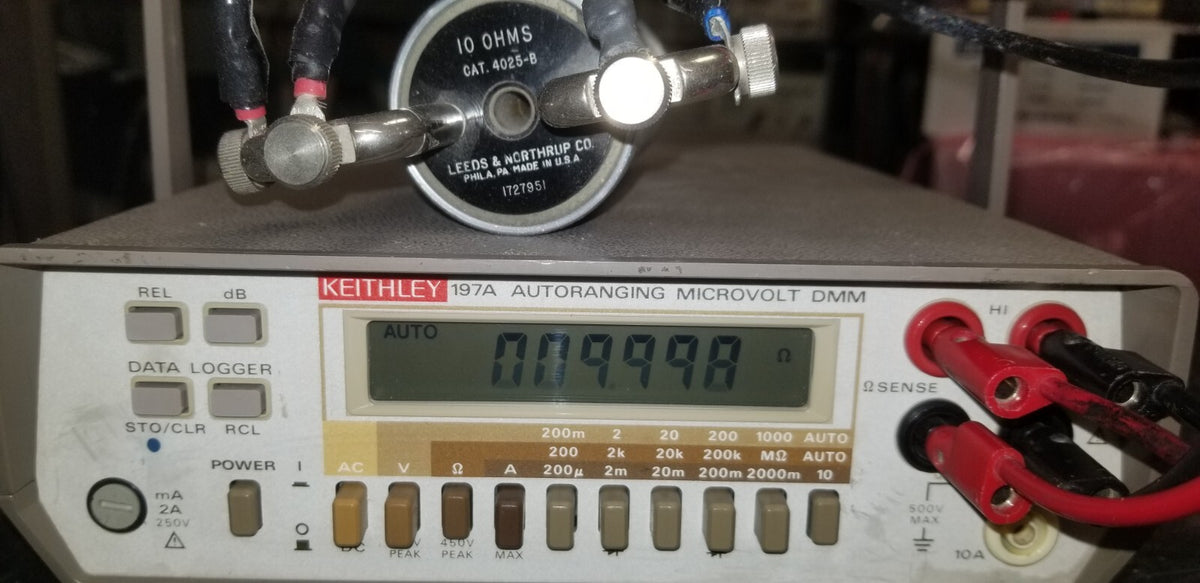 10 OHMS
CAT. 4025-B
LEEDS & NORTHRUP CO.
PHILA, PA. MADE IN U.S.A
1727951
KEITHLEY 197A AUTORANGING MICROVOLT DMM
REL dB
DATA LOGGER
STO/CLR RCL
AUTO 009998 Ω
HI
Ω SENSE
200m 2 20 200 1000 AUTO
200 2k 20k 200k MΩ AUTO
AC V Ω A 200µ 2m 20m 200m 2000m 10
POWER I
O
mA
2A
250V
DC
PEAK
450V
PEAK
MAX
500V
MAX
10A